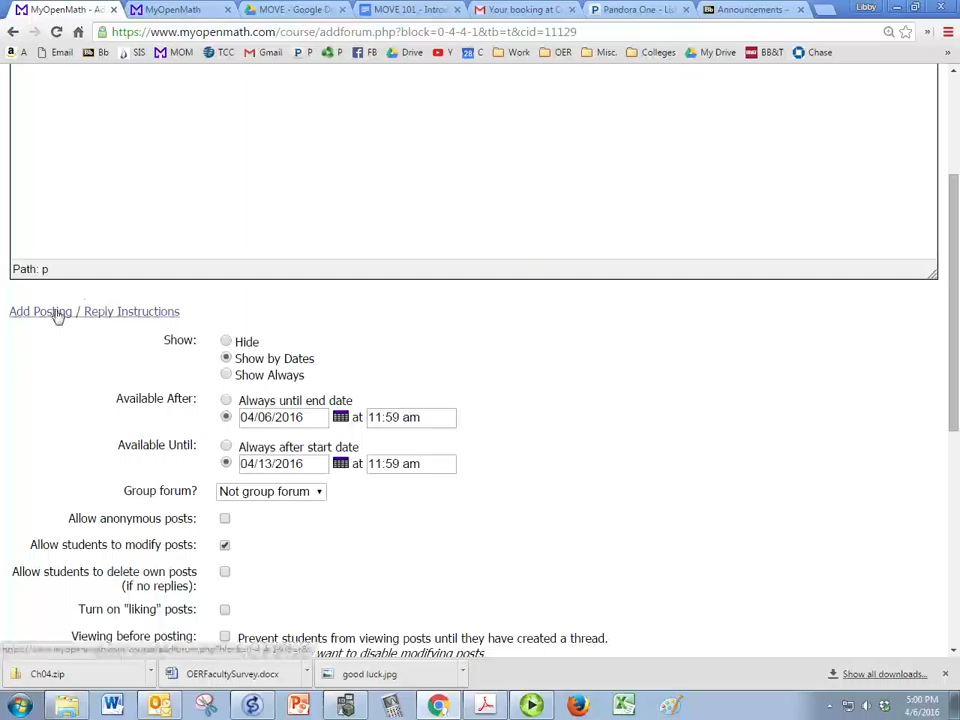 MyOpenMath - Ad
MyOpenMath
MOVE - Google D
MOVE 101 - Introd
Your booking at C
Pandora One - List
Announcements –
Libby
https://www.myopenmath.com/course/addforum.php?block=0-4-4-1&tb=t&cid=11129
A
Email
Bb
SIS
MOM
TCC
Gmail
P
P
FB
Drive
Y
28
C
Work
OER
Misc.
Colleges
My Drive
BB&T
Chase
»
Path: p
Add Posting / Reply Instructions
Show:
Hide
Show by Dates
Show Always
Available After:
Always until end date
04/06/2016 at 11:59 am
Available Until:
Always after start date
04/13/2016 at 11:59 am
Group forum?
Not group forum
Allow anonymous posts:
Allow students to modify posts:
Allow students to delete own posts
(if no replies):
Turn on "liking" posts:
Viewing before posting:
Prevent students from viewing posts until they have created a thread.
want to disable modifying posts
Ch04.zip
OERFacultySurvey.docx
good luck.jpg
Show all downloads...
5:00 PM
4/6/2016